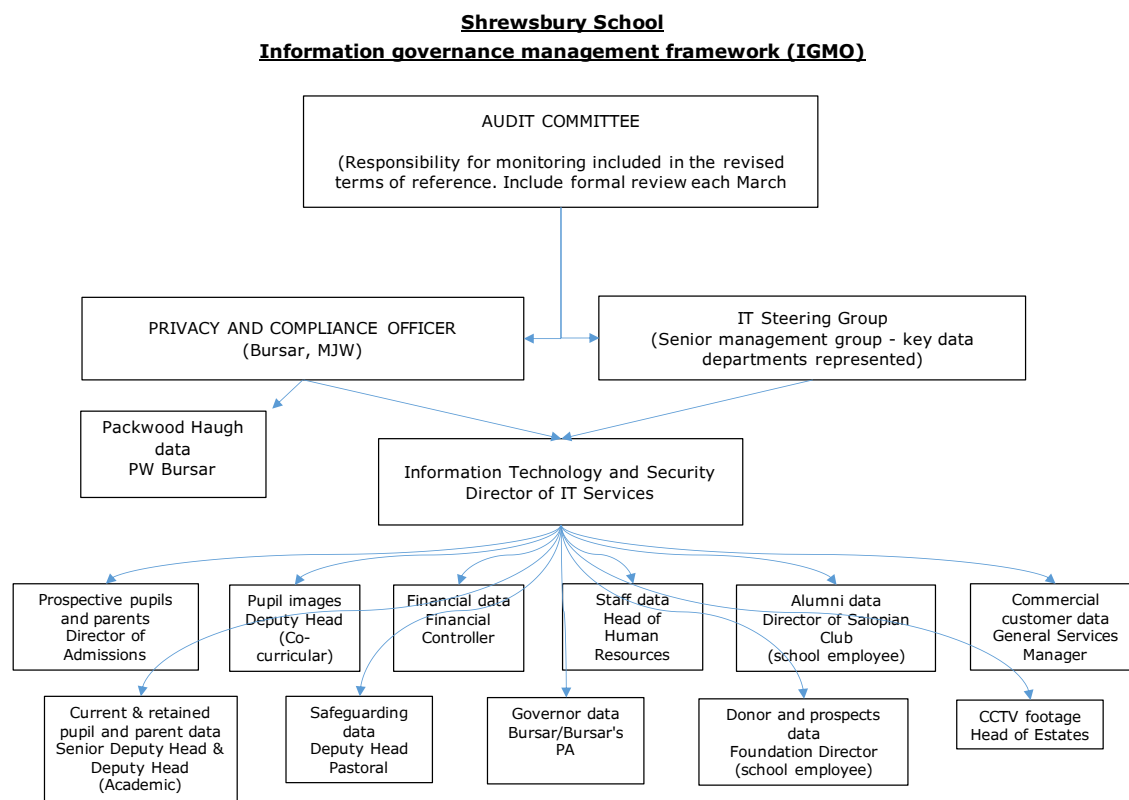 Shrewsbury School
Information governance management framework (IGMO)
AUDIT COMMITTEE
(Responsibility for monitoring included in the revised
terms of reference. Include formal review each March
PRIVACY AND COMPLIANCE OFFICER
(Bursar, MJW)
IT Steering Group
(Senior management group - key data
departments represented)
Packwood Haugh
data
PW Bursar
Information Technology and Security
Director of IT Services
Prospective pupils
and parents
Director of
Admissions
Pupil images
Deputy Head
(Co-
curricular)
Financial data
Financial
Controller
Staff data
Head of
Human
Resources
Alumni data
Director of Salopian
Club
(school employee)
Commercial
customer data
General Services
Manager
Current & retained
pupil and parent data
Senior Deputy Head &
Deputy Head
(Academic)
Safeguarding
data
Deputy Head
Pastoral
Governor data
Bursar/Bursar's
PA
Donor and prospects
data
Foundation Director
(school employee)
CCTV footage
Head of Estates